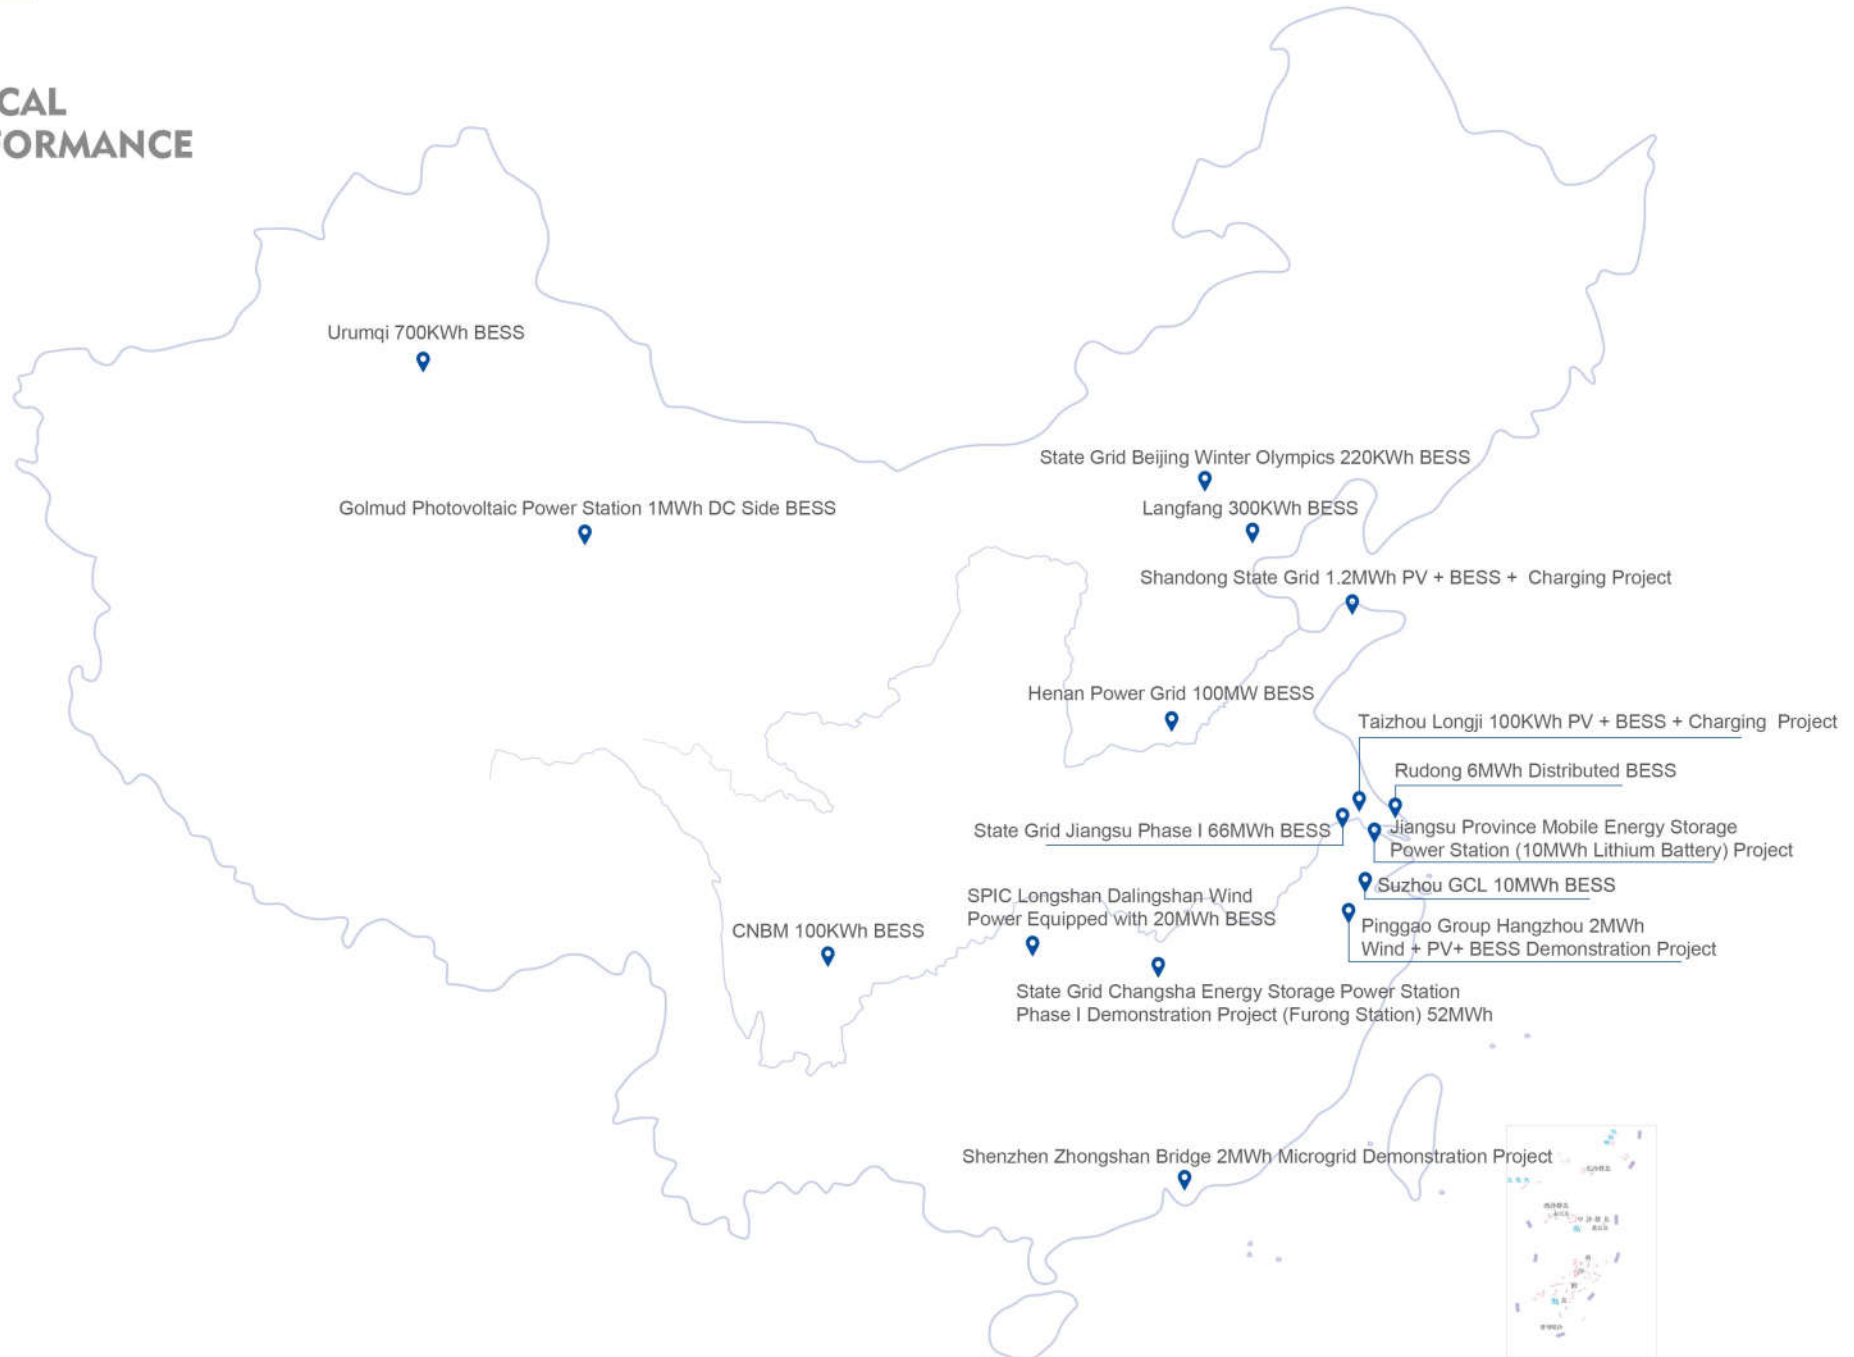 CAL
FORMANCE
Urumqi 700KWh BESS
State Grid Beijing Winter Olympics 220KWh BESS
Golmud Photovoltaic Power Station 1MWh DC Side BESS
Langfang 300KWh BESS
Shandong State Grid 1.2MWh PV + BESS + Charging Project
Henan Power Grid 100MW BESS
Taizhou Longji 100KWh PV + BESS + Charging Project
Rudong 6MWh Distributed BESS
State Grid Jiangsu Phase I 66MWh BESS
Jiangsu Province Mobile Energy Storage
Power Station (10MWh Lithium Battery) Project
Suzhou GCL 10MWh BESS
SPIC Longshan Dalingshan Wind
Power Equipped with 20MWh BESS
CNBM 100KWh BESS
Pinggao Group Hangzhou 2MWh
Wind + PV+ BESS Demonstration Project
State Grid Changsha Energy Storage Power Station
Phase I Demonstration Project (Furong Station) 52MWh
Shenzhen Zhongshan Bridge 2MWh Microgrid Demonstration Project